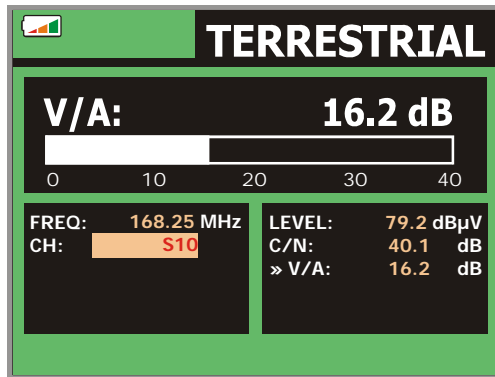 TERRESTRIAL
V/A: 16.2 dB
0 10 20 30 40
FREQ: 168.25 MHz
CH: S10
LEVEL: 79.2 dBµV
C/N: 40.1 dB
» V/A: 16.2 dB